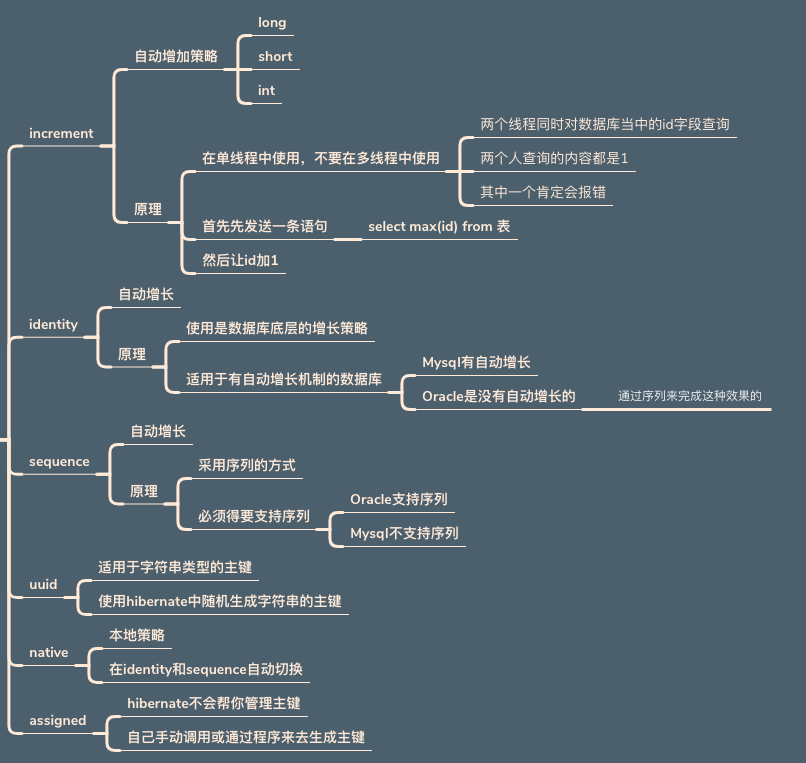 increment
自动增加策略
long
short
int
原理
在单线程中使用，不要在多线程中使用
两个线程同时对数据库当中的id字段查询
两个人查询的内容都是1
其中一个肯定会报错
首先先发送一条语句
select max(id) from 表
然后让id加1
identity
自动增长
原理
使用是数据库底层的增长策略
适用于有自动增长机制的数据库
Mysql有自动增长
Oracle是没有自动增长的
通过序列来完成这种效果的
sequence
自动增长
原理
采用序列的方式
必须得要支持序列
Oracle支持序列
Mysql不支持序列
uuid
适用于字符串类型的主键
使用hibernate中随机生成字符串的主键
native
本地策略
在identity和sequence自动切换
assigned
hibernate不会帮你管理主键
自己手动调用或通过程序来去生成主键